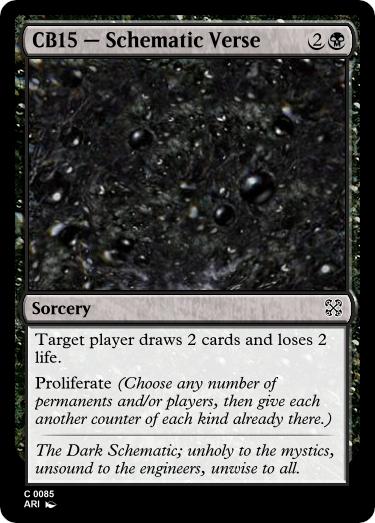 CB15 — Schematic Verse 2
Sorcery
Target player draws 2 cards and loses 2
life.
Proliferate (Choose any number of
permanents and/or players, then give each
another counter of each kind already there.)
The Dark Schematic; unholy to the mystics,
unsound to the engineers, unwise to all.
C 0085
ARI